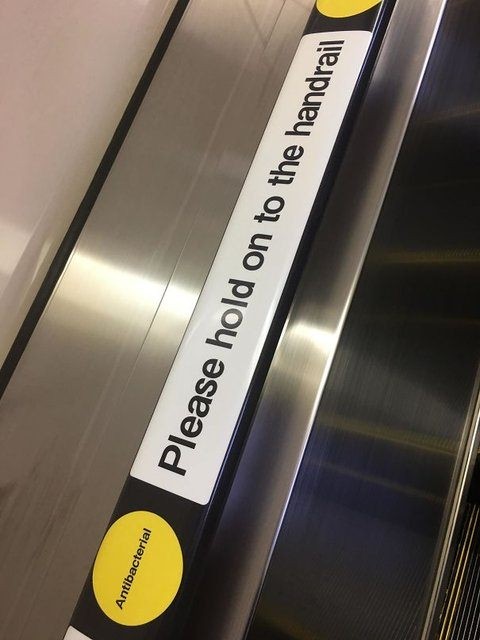 Please hold on to the handrail
Antibacterial